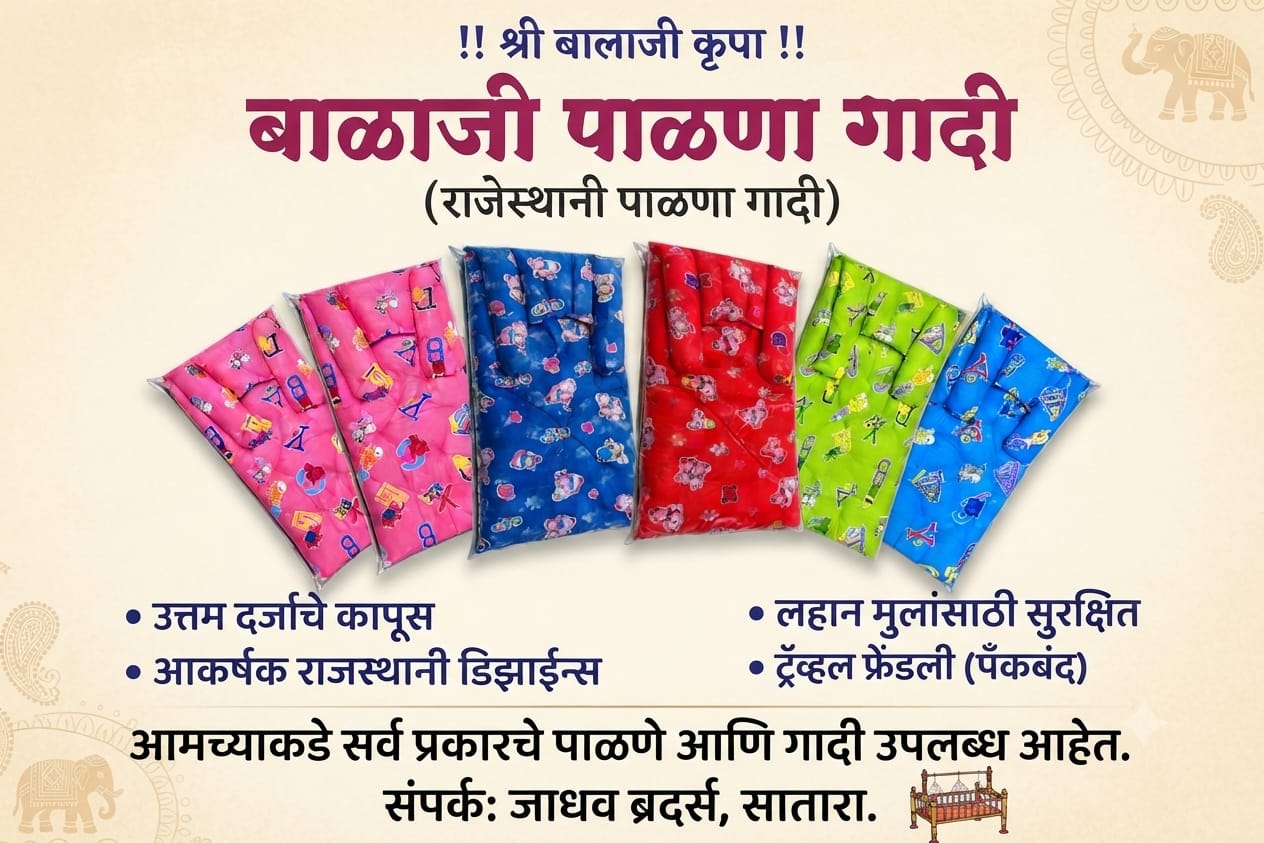 !! श्री बालाजी कृपा !!
बाळाजी पाळणा गादी
(राजेस्थानी पाळणा गादी)
• उत्तम दर्जाचे कापूस
• आकर्षक राजस्थानी डिझाईन्स
• लहान मुलांसाठी सुरक्षित
• ट्रॅव्हल फ्रेंडली (पॅंकबंद)
आमच्याकडे सर्व प्रकारचे पाळणे आणि गादी उपलब्ध आहेत.
संपर्क: जाधव ब्रदर्स, सातारा.